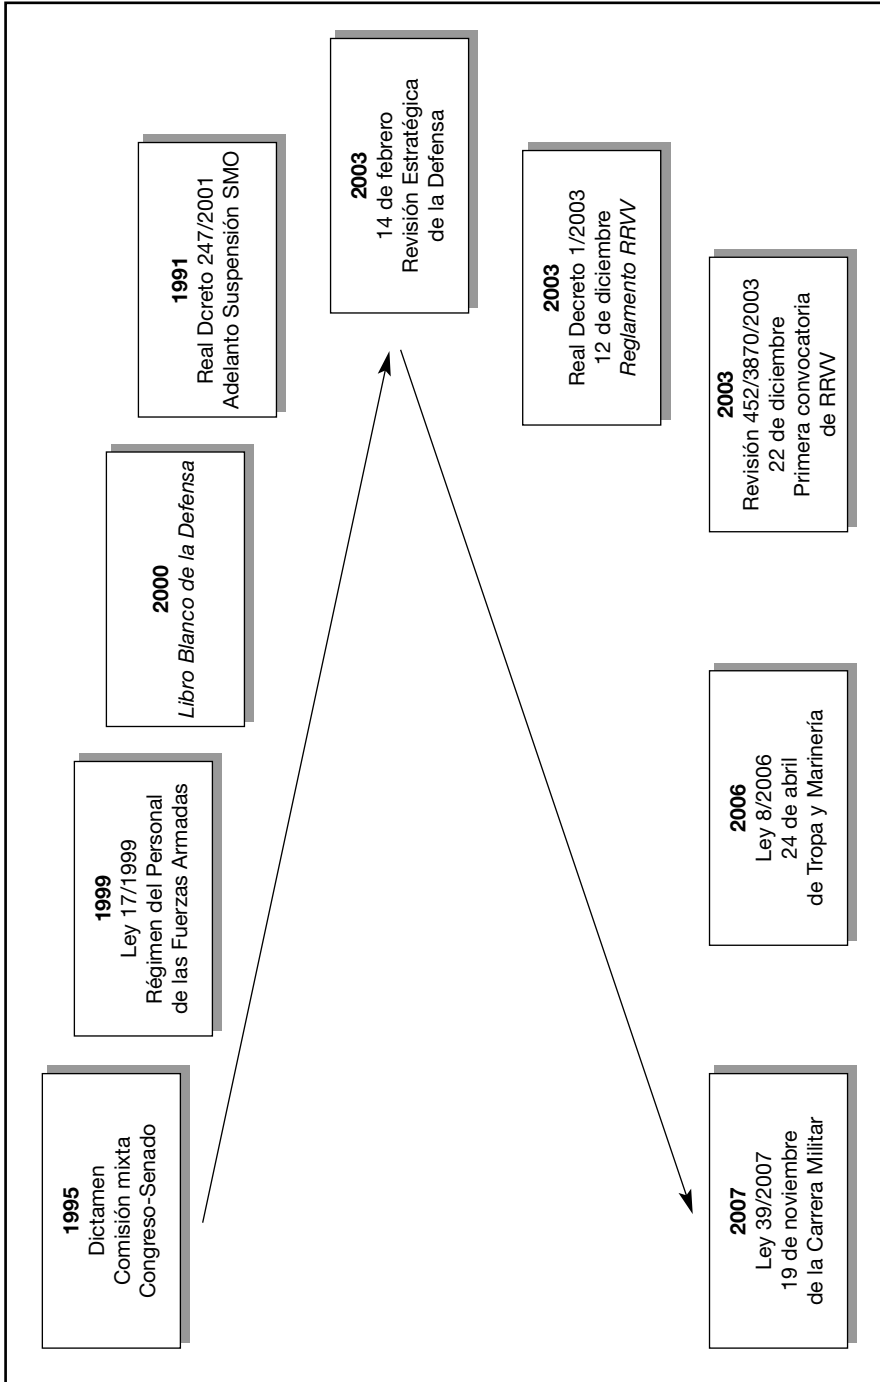 1995
Dictamen
Comisión mixta
Congreso-Senado
1999
Ley 17/1999
Régimen del Personal
de las Fuerzas Armadas
2000
Libro Blanco de la Defensa
1991
Real Dcreto 247/2001
Adelanto Suspensión SMO
2003
14 de febrero
Revisión Estratégica
de la Defensa
2003
Real Decreto 1/2003
12 de diciembre
Reglamento RRVV
2003
Revisión 452/3870/2003
22 de diciembre
Primera convocatoria
de RRVV
2006
Ley 8/2006
24 de abril
de Tropa y Marinería
2007
Ley 39/2007
19 de noviembre
de la Carrera Militar